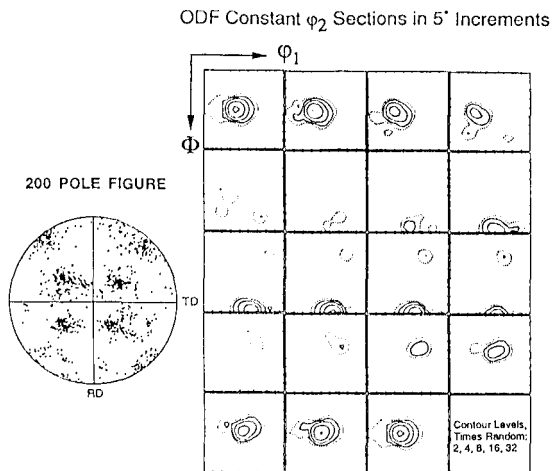 ODF Constant φ₂ Sections in 5° Increments
φ₁
Φ
200 POLE FIGURE
TD
RD
Contour Levels,
Times Random:
2, 4, 8, 16, 32